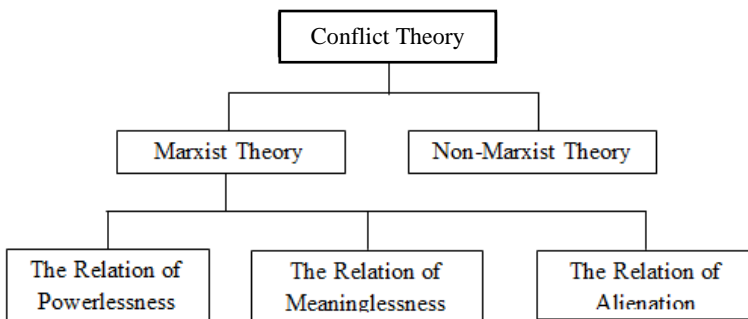 Conflict Theory
Marxist Theory
Non-Marxist Theory
The Relation of
Powerlessness
The Relation of
Meaninglessness
The Relation of
Alienation